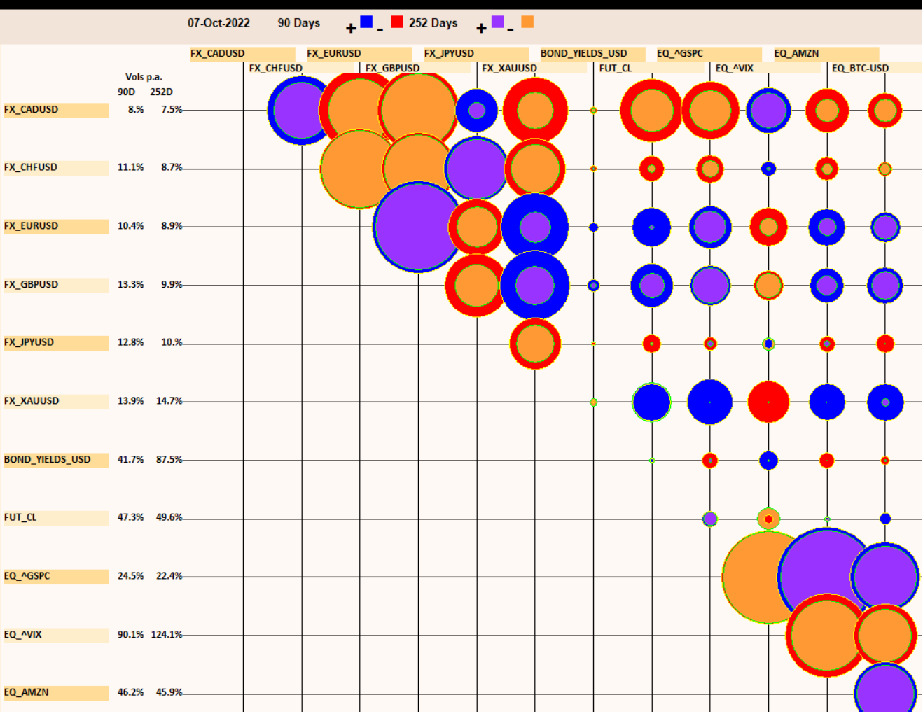 07-Oct-2022 90 Days + - 252 Days + -
FX_CADUSD FX_EURUSD FX_JPYUSD BOND_YIELDS_USD EQ_^GSPC EQ_AMZN
FX_CHFUSD FX_GBPUSD FX_XAUUSD FUT_CL EQ_^VIX EQ_BTC-USD
Vols p.a.
90D 252D
FX_CADUSD 8.% 7.5%
FX_CHFUSD 11.1% 8.7%
FX_EURUSD 10.4% 8.9%
FX_GBPUSD 13.3% 9.9%
FX_JPYUSD 12.8% 10.%
FX_XAUUSD 13.9% 14.7%
BOND_YIELDS_USD 41.7% 87.5%
FUT_CL 47.3% 49.6%
EQ_^GSPC 24.5% 22.4%
EQ_^VIX 90.1% 124.1%
EQ_AMZN 46.2% 45.9%